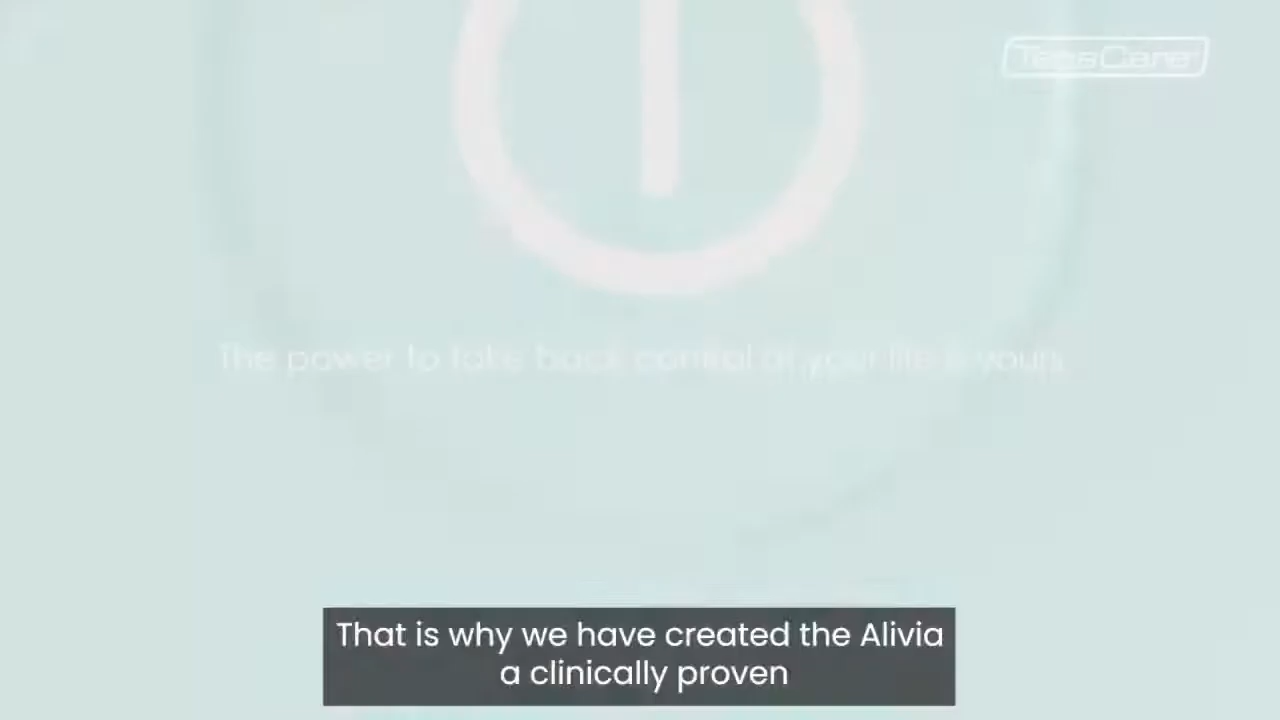 TensCare
The power to take back control of your life is yours
That is why we have created the Alivia
a clinically proven